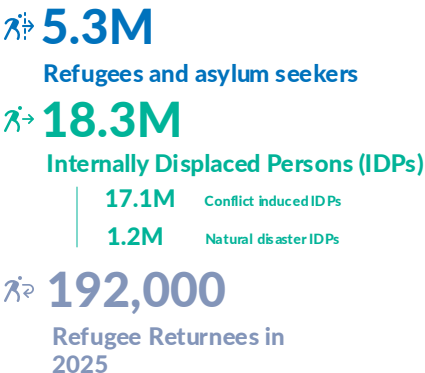 5.3M
Refugees and asylum seekers
18.3M
Internally Displaced Persons (IDPs)
17.1M Conflict induced IDPs
1.2M Natural disaster IDPs
192,000
Refugee Returnees in
2025